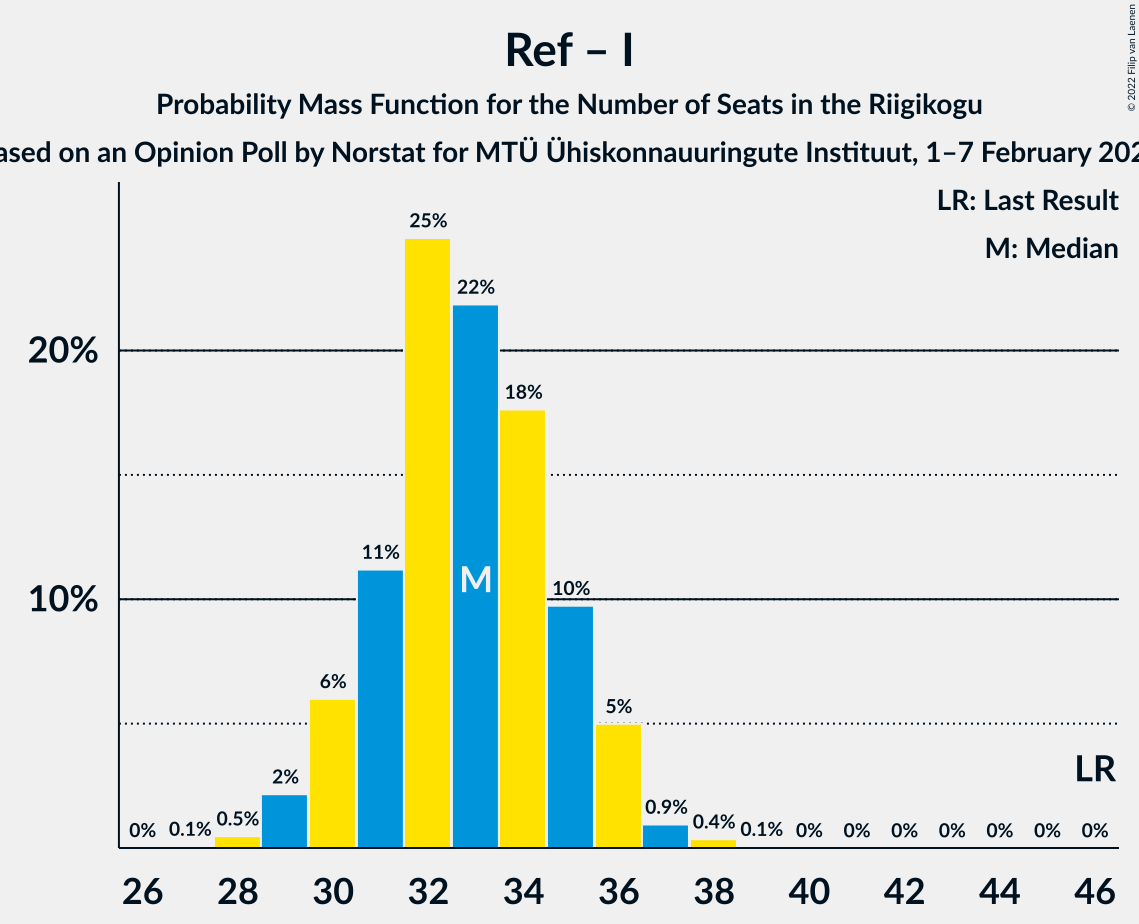 Ref – I
Probability Mass Function for the Number of Seats in the Riigikogu
ased on an Opinion Poll by Norstat for MTÜ Ühiskonnauuringute Instituut, 1–7 February 202
© 2022 Filip van Laenen
LR: Last Result
M: Median
25%
22%
20%
18%
11%
M
10%
10%
6%
5%
LR
2%
0%
0.1%
0.5%
0.9%
0.4%
0.1%
0%
0%
0%
0%
0%
0%
0%
26 28 30 32 34 36 38 40 42 44 46